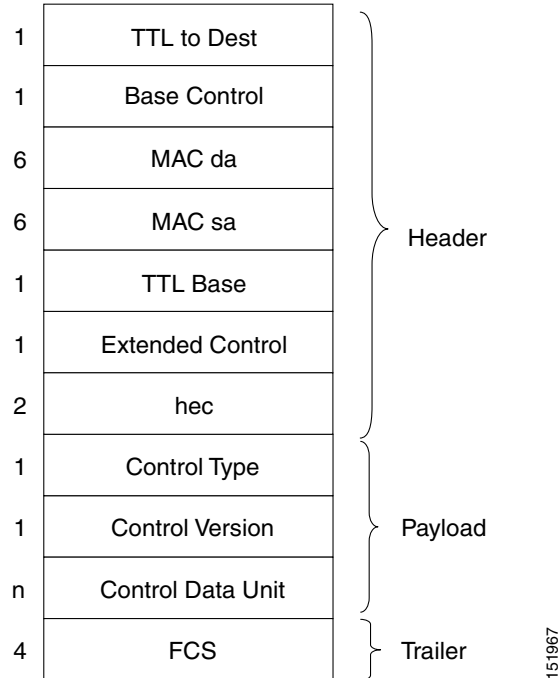 1 TTL to Dest
1 Base Control
6 MAC da
6 MAC sa
Header
1 TTL Base
1 Extended Control
2 hec
1 Control Type
1 Control Version
Payload
n Control Data Unit
4 FCS
Trailer
151967